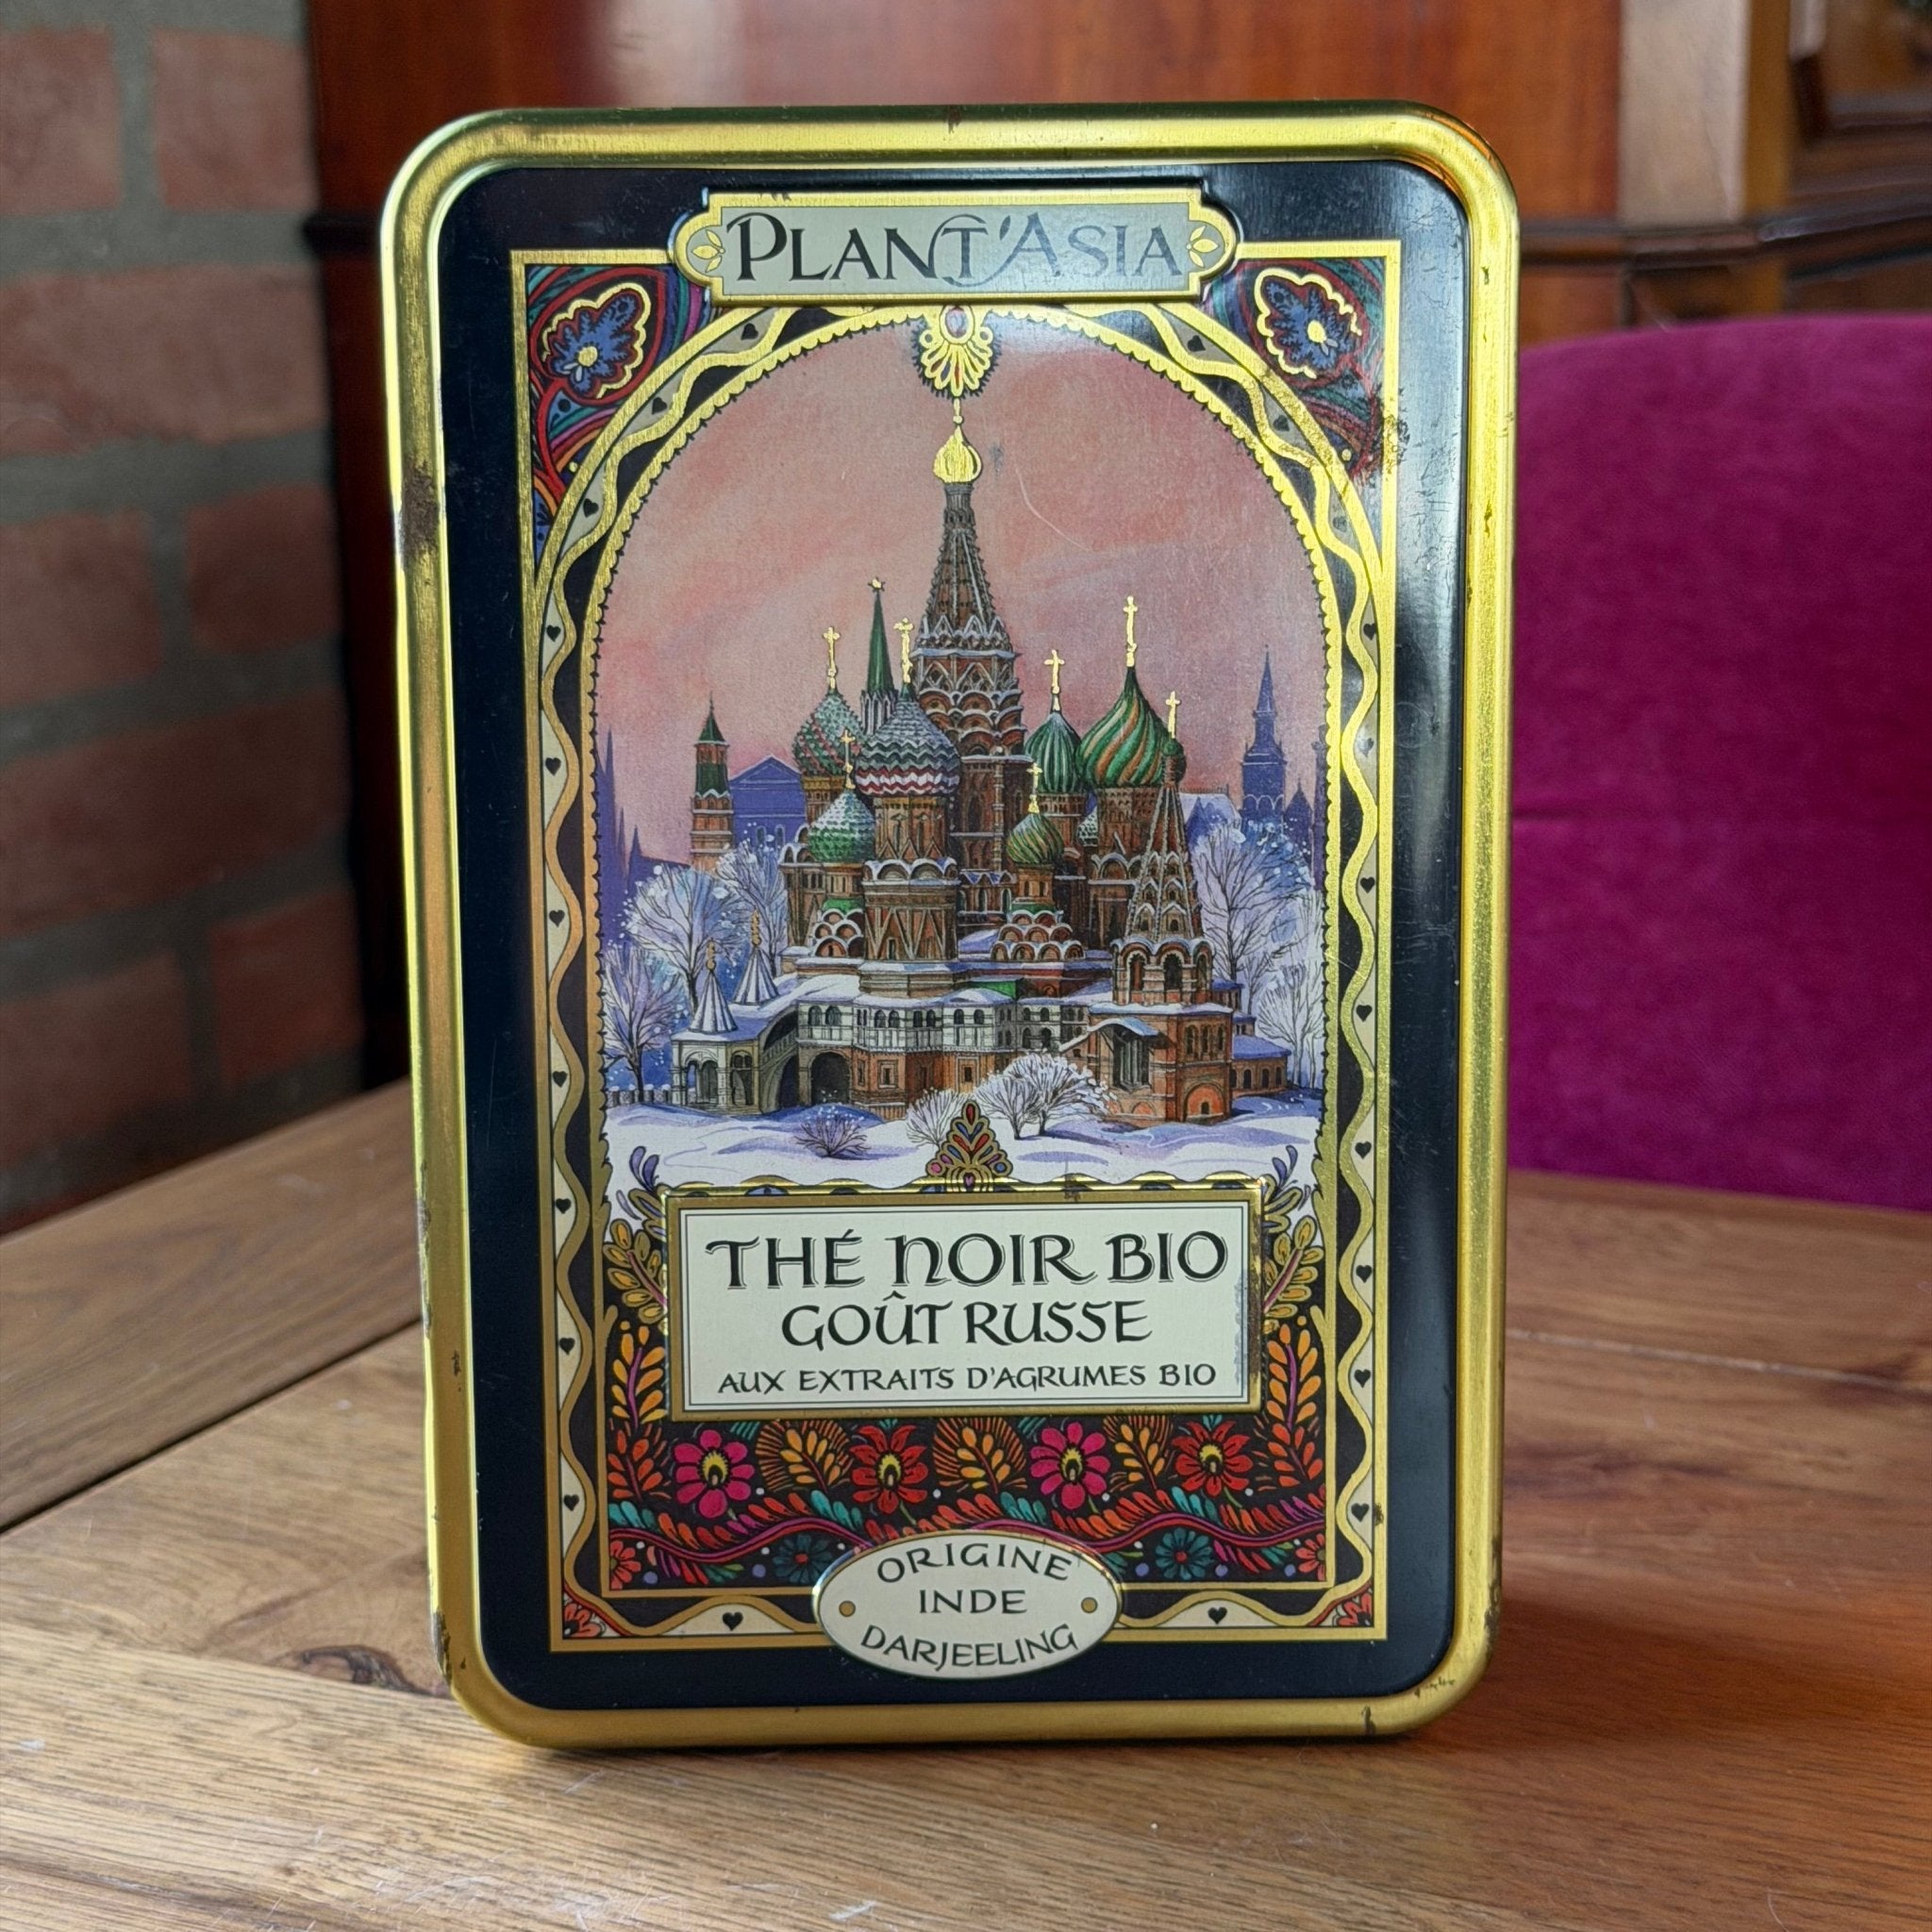 PLANT'ASIA
THÉ NOIR BIO
GOÛT RUSSE
AUX EXTRAITS D'AGRUMES BIO
ORIGINE
INDE
DARJEELING